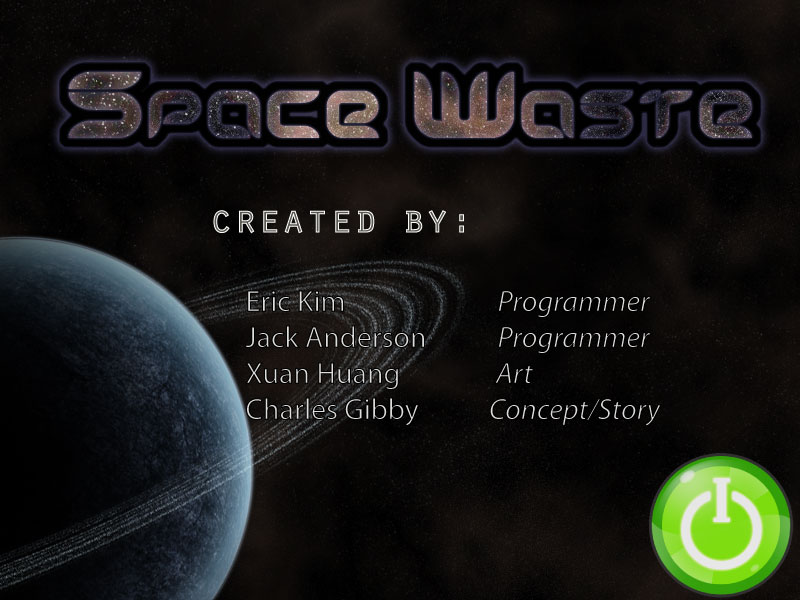 Space Waste
CREATED BY:
Eric Kim Programmer
Jack Anderson Programmer
Xuan Huang Art
Charles Gibby Concept/Story